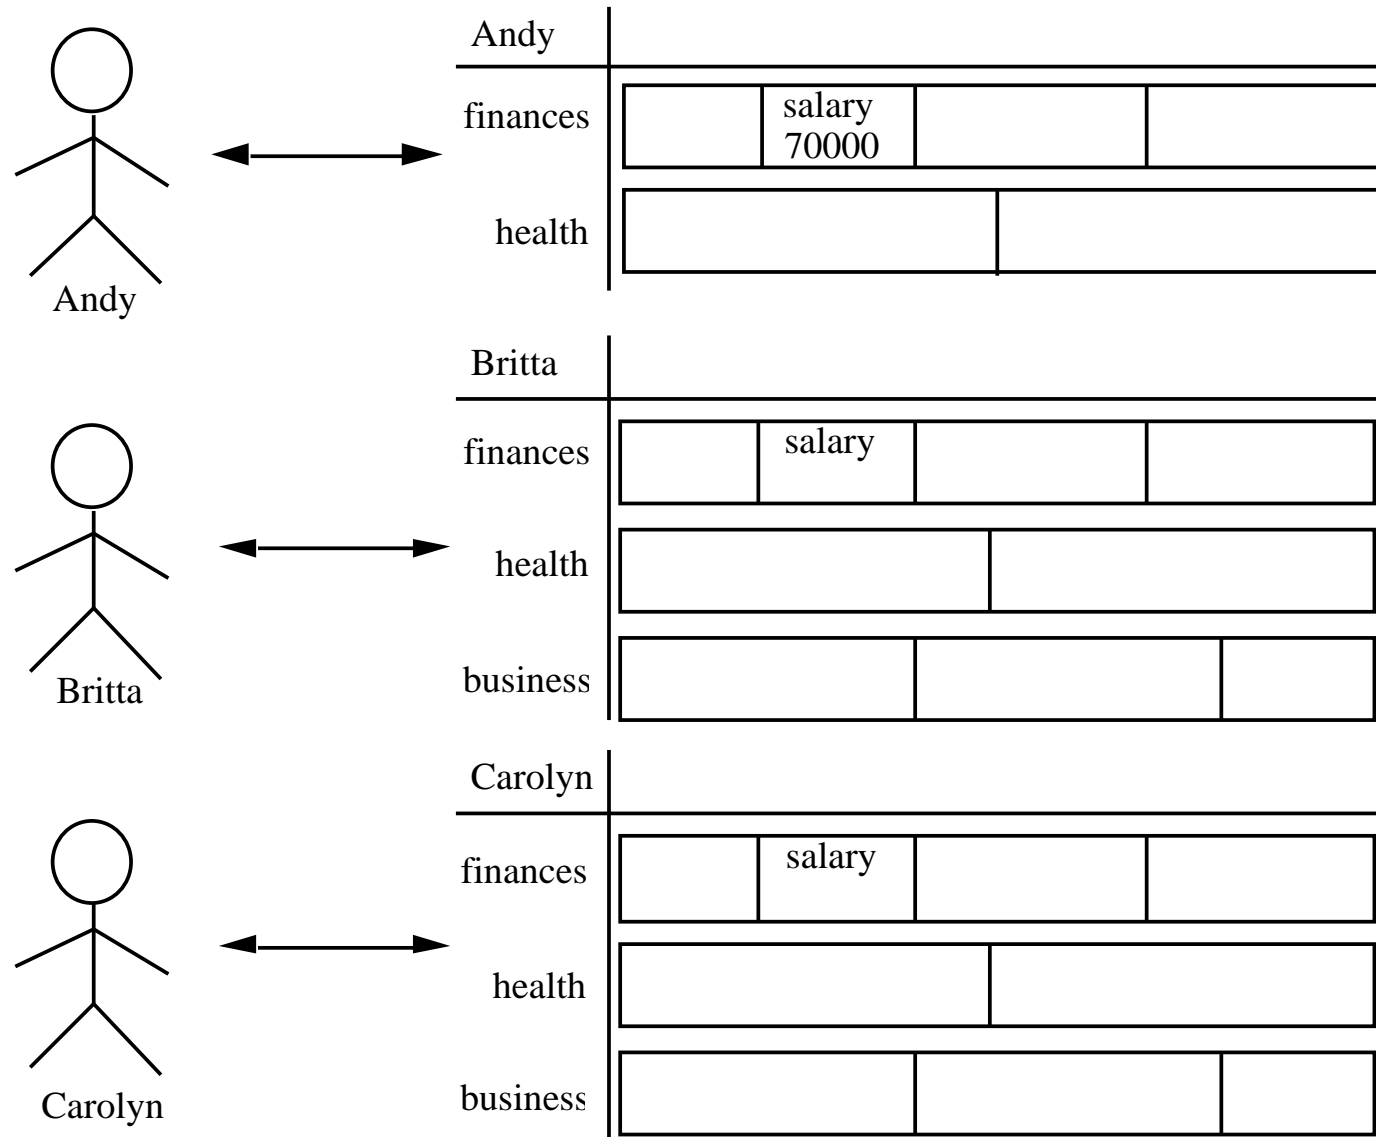 Andy
finances
salary
70000
health
Andy
Britta
finances
salary
health
business
Britta
Carolyn
finances
salary
health
business
Carolyn